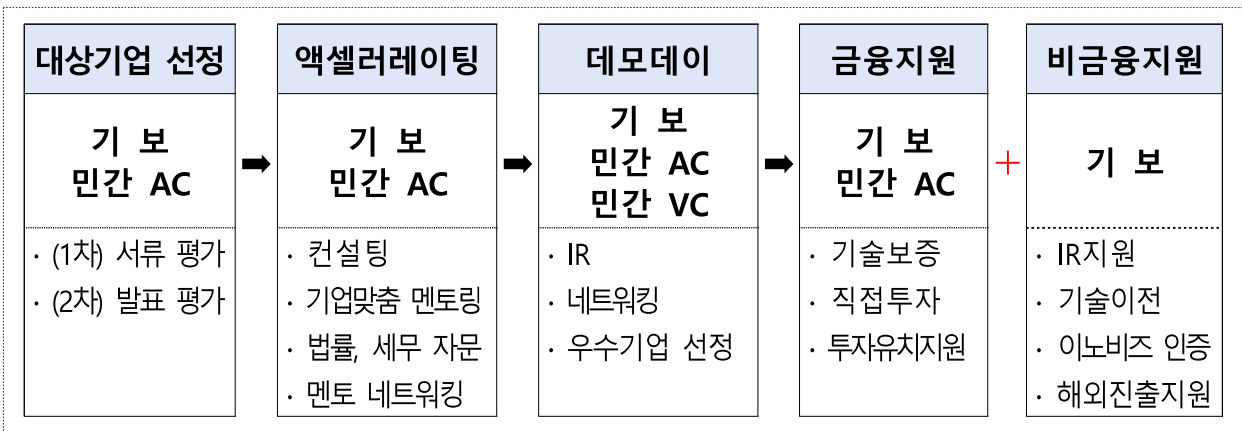 대상기업 선정
기 보
민간 AC
· (1차) 서류 평가
· (2차) 발표 평가
액셀러레이팅
기 보
민간 AC
· 컨설팅
· 기업맞춤 멘토링
· 법률, 세무 자문
· 멘토 네트워킹
데모데이
기 보
민간 AC
민간 VC
· IR
· 네트워킹
· 우수기업 선정
금융지원
기 보
민간 AC
· 기술보증
· 직접투자
· 투자유치지원
비금융지원
기 보
· IR지원
· 기술이전
· 이노비즈 인증
· 해외진출지원